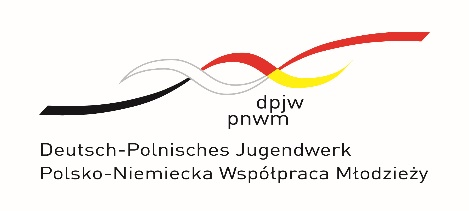 dpjw
pnwm
Deutsch-Polnisches Jugendwerk
Polsko-Niemiecka Współpraca Młodzieży